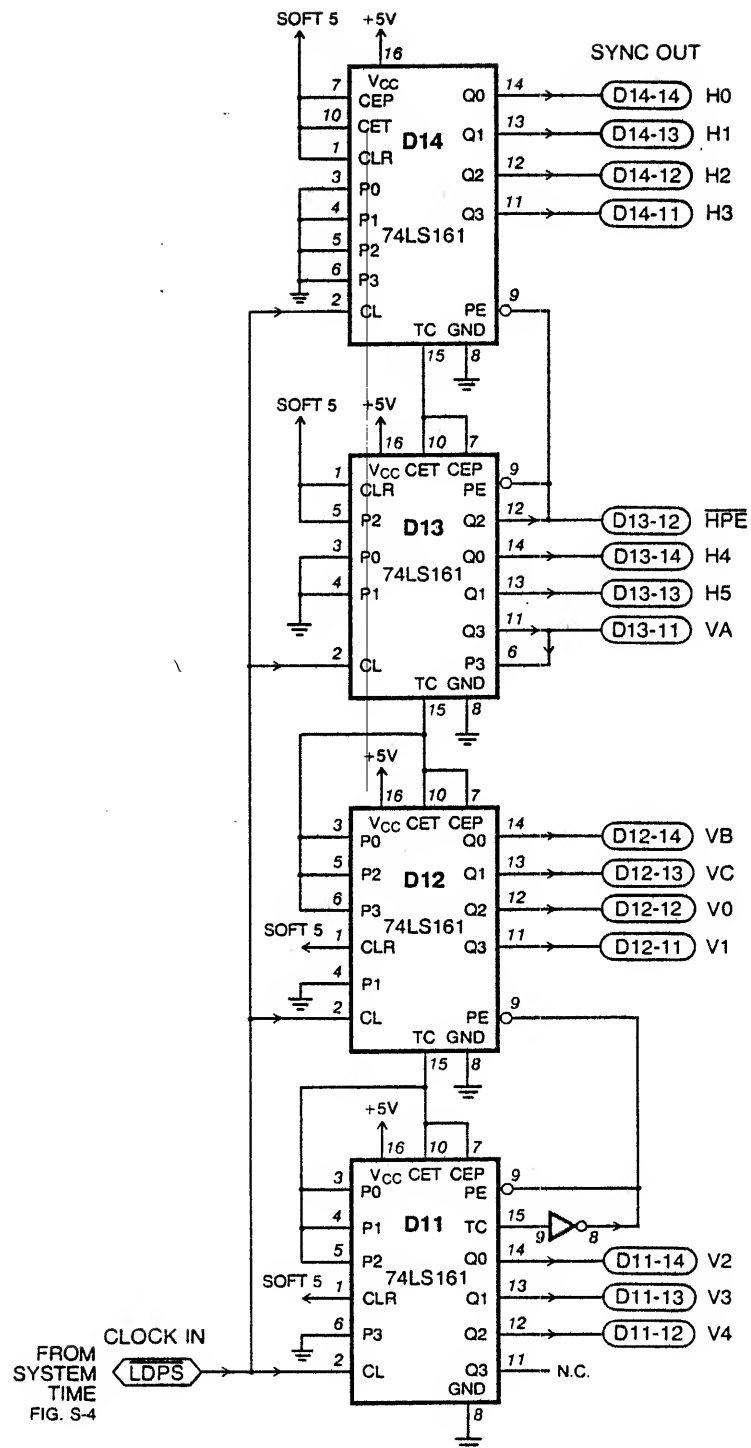 SOFT 5 +5V
16
SYNC OUT
7 VCC
CEP Q0 14 D14-14 H0
10 CET
D14 Q1 13 D14-13 H1
1 CLR
3 P0 Q2 12 D14-12 H2
4 P1 Q3 11 D14-11 H3
5 P2
74LS161
6 P3
2 CL PE 9
TC GND
15 8
SOFT 5 +5V
16 10 7
VCC CET CEP
1 CLR PE 9
5 P2 D13 Q2 12 D13-12 HPE
3 P0 Q0 14 D13-14 H4
74LS161
4 P1 Q1 13 D13-13 H5
Q3 11 D13-11 VA
2 CL P3 6
TC GND
15 8
+5V
16 10 7
VCC CET CEP
3 P0 Q0 14 D12-14 VB
5 P2 D12 Q1 13 D12-13 VC
6 P3 Q2 12 D12-12 V0
74LS161
SOFT 5 1 CLR Q3 11 D12-11 V1
4 P1
2 CL PE 9
TC GND
15 8
+5V
16 10 7
VCC CET CEP
3 P0 PE 9
4 P1 D11 TC 15 9 8
5 P2 Q0 14 D11-14 V2
74LS161
SOFT 5 1 CLR Q1 13 D11-13 V3
6 P3 Q2 12 D11-12 V4
CLOCK IN
FROM
SYSTEM
TIME
FIG. S-4
LDPS 2 CL Q3 11 N.C.
GND
8